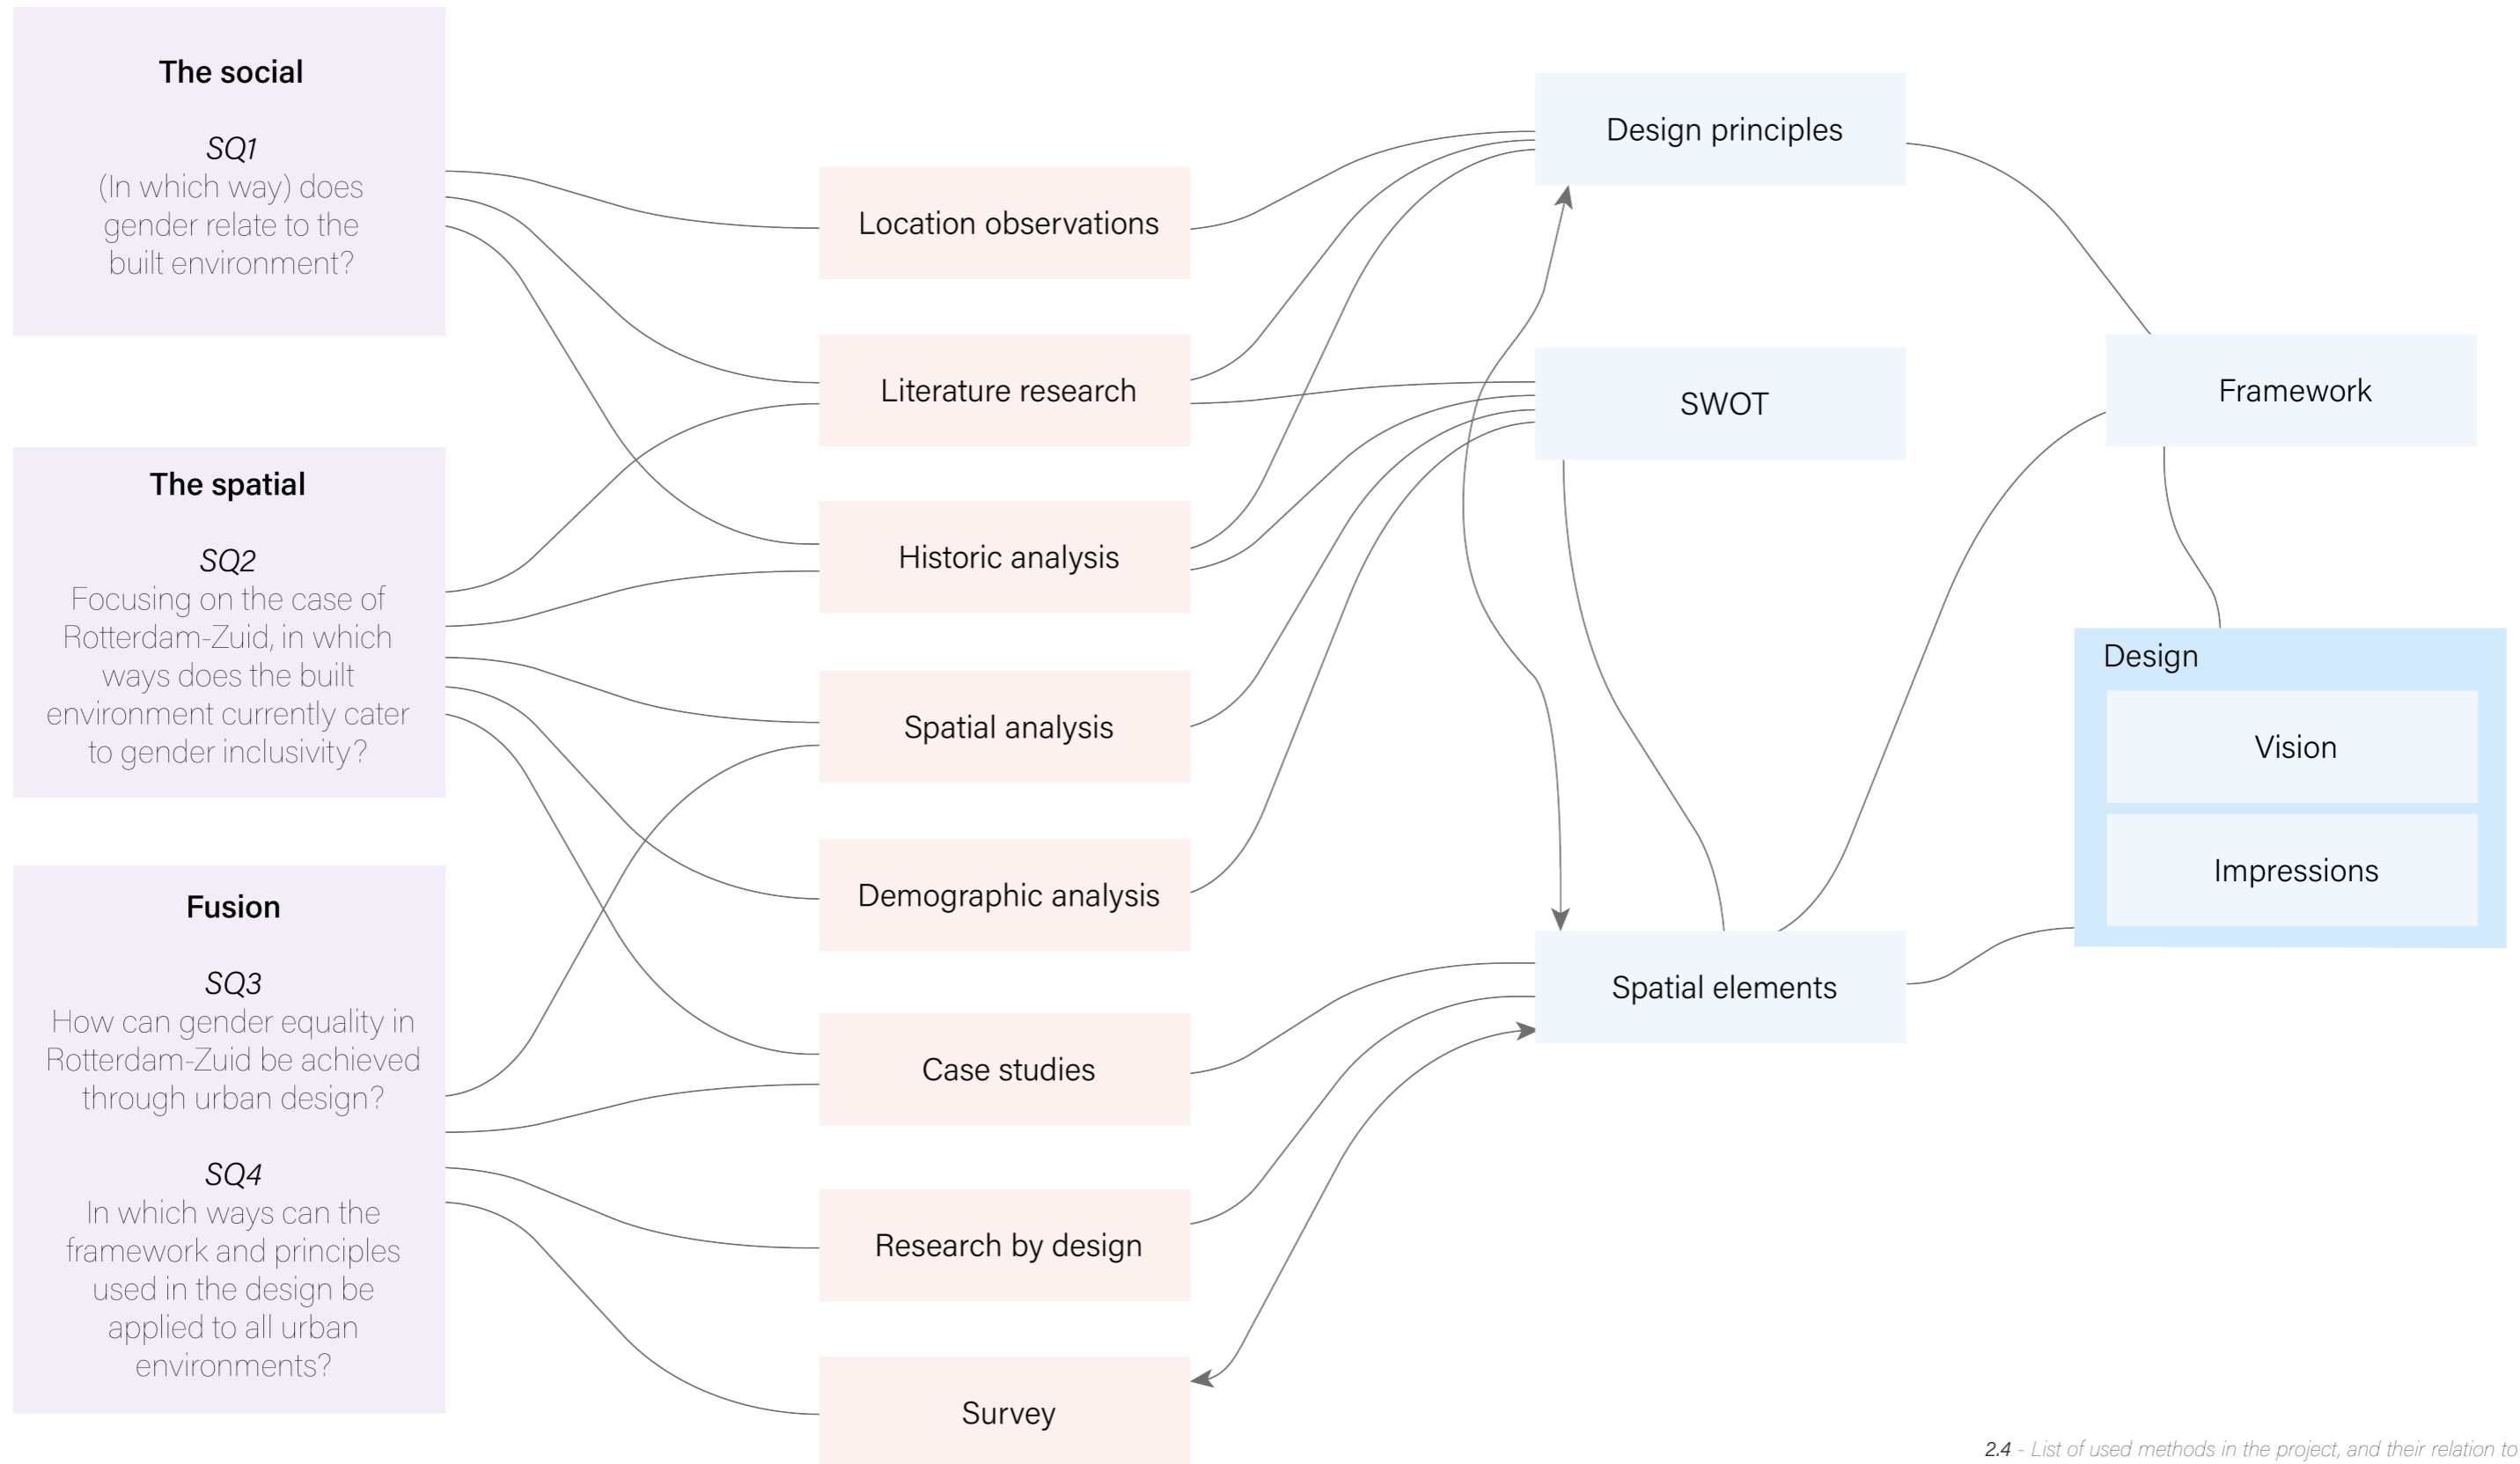 The social
SQ1
(In which way) does
gender relate to the
built environment?
The spatial
SQ2
Focusing on the case of
Rotterdam-Zuid, in which
ways does the built
environment currently cater
to gender inclusivity?
Fusion
SQ3
How can gender equality in
Rotterdam-Zuid be achieved
through urban design?
SQ4
In which ways can the
framework and principles
used in the design be
applied to all urban
environments?
Location observations
Literature research
Historic analysis
Spatial analysis
Demographic analysis
Case studies
Research by design
Survey
Design principles
SWOT
Spatial elements
Framework
Design
Vision
Impressions
2.4 - List of used methods in the project, and their relation to